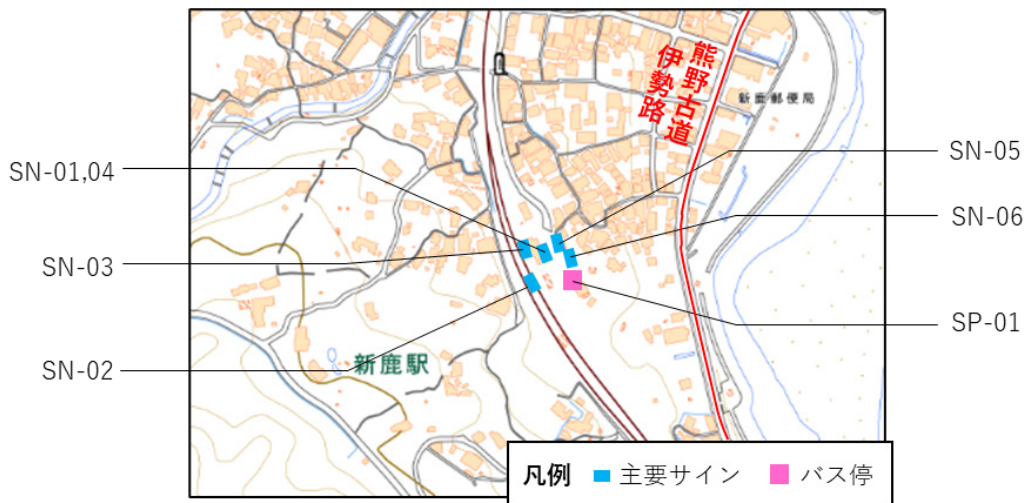 熊野古道
伊勢路
新鹿郵便局
SN-01,04
SN-03
SN-02
SN-05
SN-06
SP-01
新鹿駅
凡例 主要サイン バス停